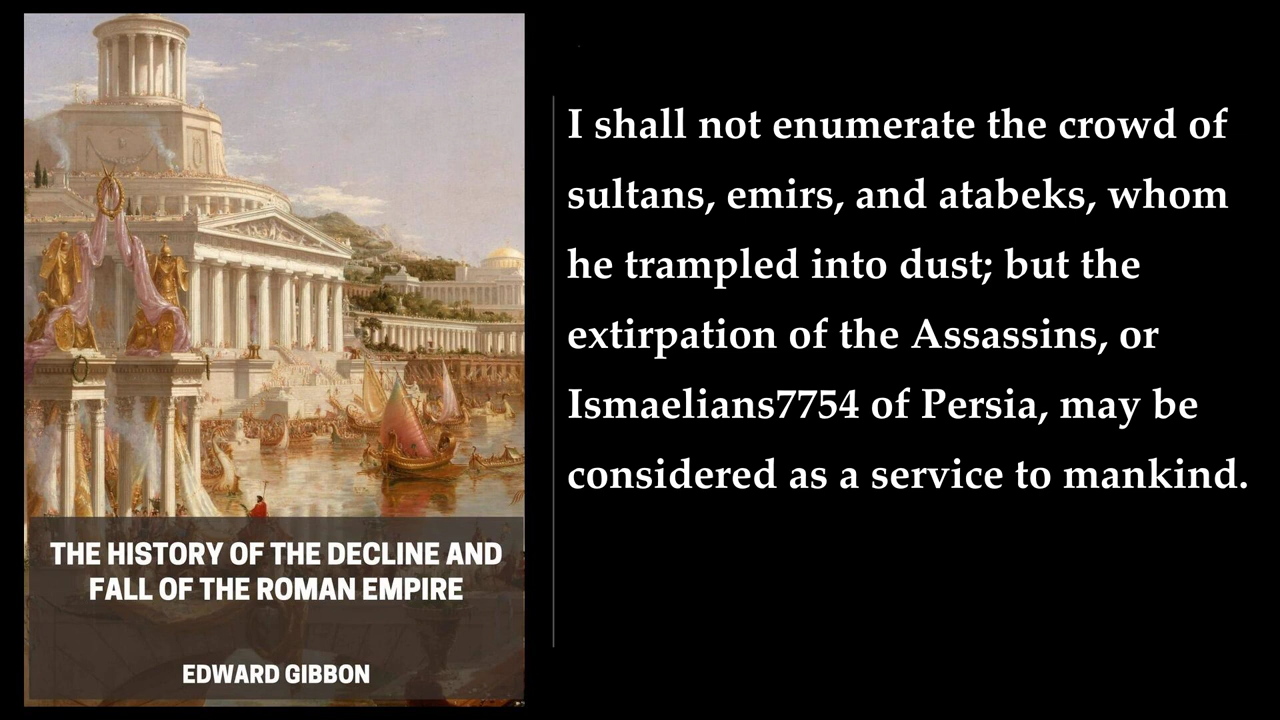 THE HISTORY OF THE DECLINE AND
FALL OF THE ROMAN EMPIRE
EDWARD GIBBON
I shall not enumerate the crowd of
sultans, emirs, and atabeks, whom
he trampled into dust; but the
extirpation of the Assassins, or
Ismaelians7754 of Persia, may be
considered as a service to mankind.